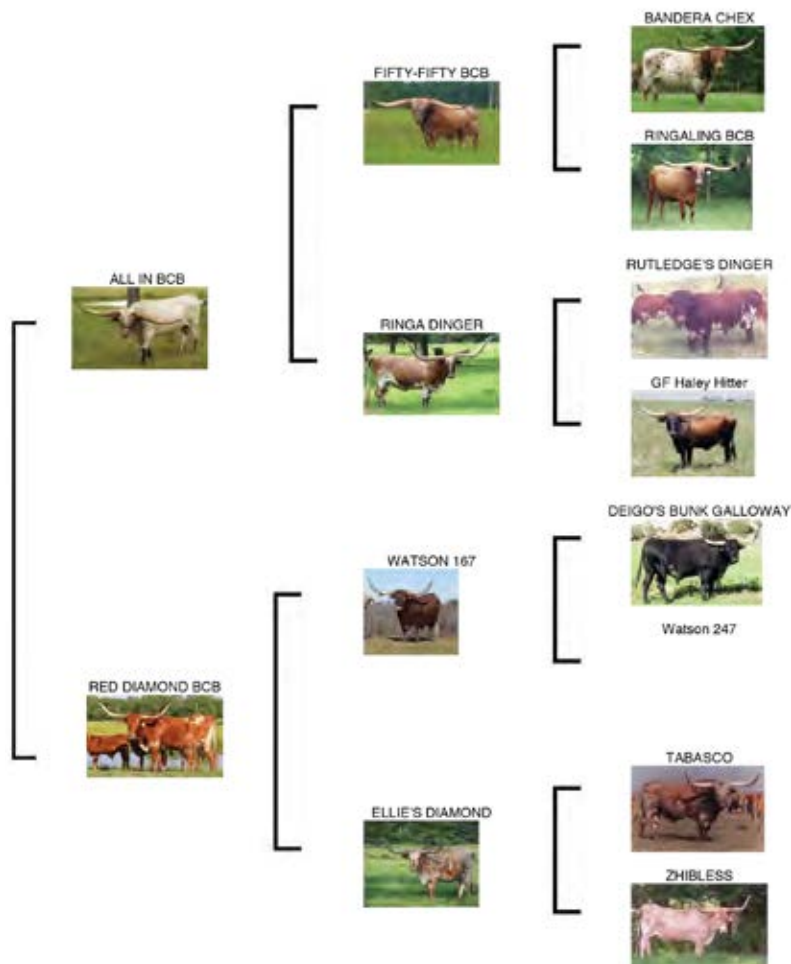 BANDERA CHEX
FIFTY-FIFTY BCB
RINGALING BCB
ALL IN BCB
RUTLEDGE'S DINGER
RINGA DINGER
GF Haley Hitter
DEIGO'S BUNK GALLOWAY
WATSON 167
Watson 247
RED DIAMOND BCB
TABASCO
ELLIE'S DIAMOND
ZHIBLESS